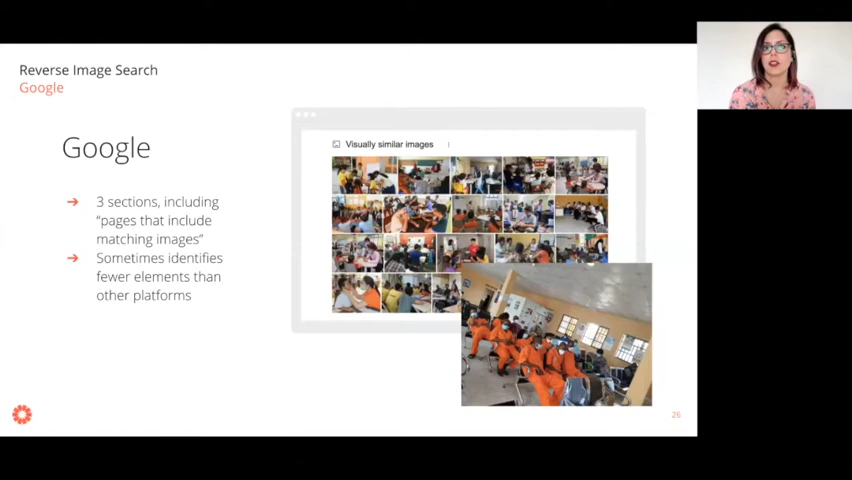 Reverse Image Search
Google
Google
→ 3 sections, including
“pages that include
matching images”
→ Sometimes identifies
fewer elements than
other platforms
Visually similar images
26